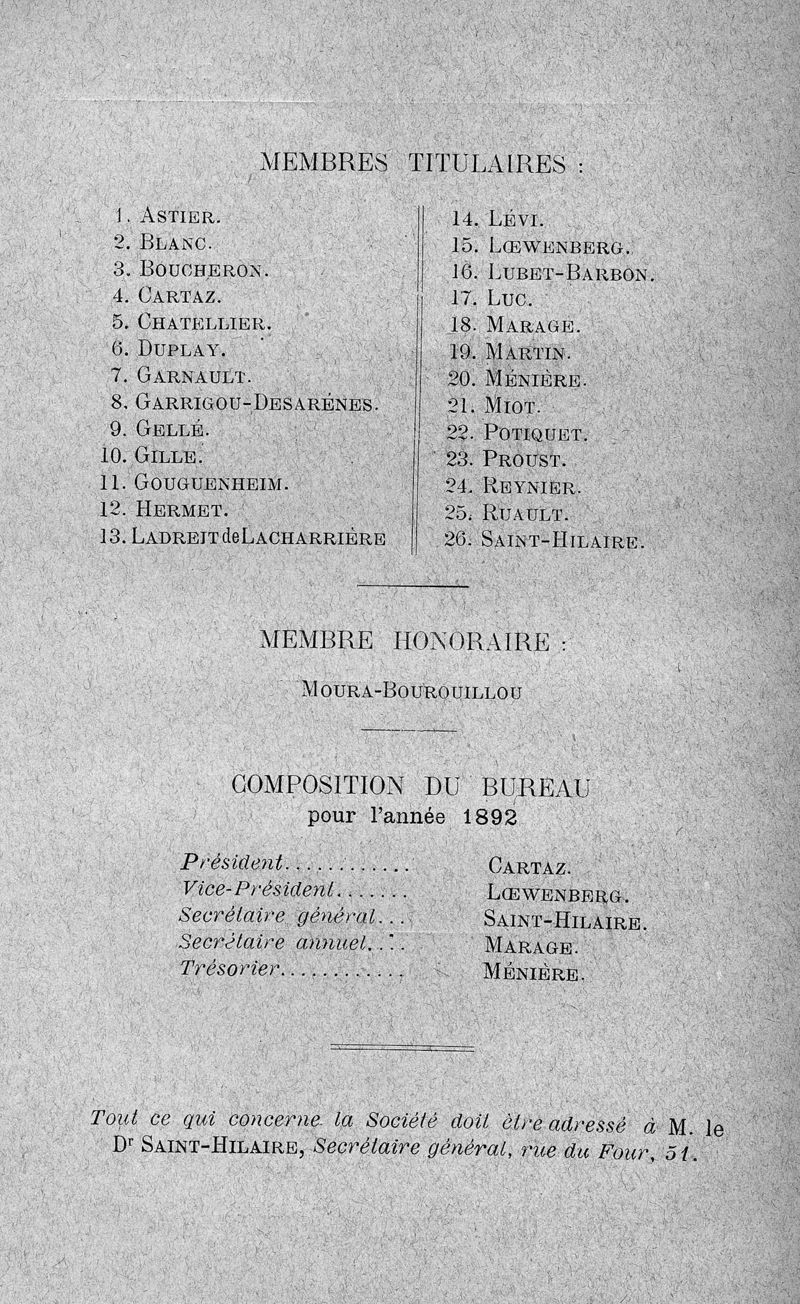 MEMBRES TITULAIRES :
1. ASTIER.
2. BLANC.
3. BOUCHERON.
4. CARTAZ.
5. CHATELLIER.
6. DUPLAY.
7. GARNAULT.
8. GARRIGOU-DESARÉNES.
9. GELLÉ.
10. GILLE.
11. GOUGUENHEIM.
12. HERMET.
13. LADREIT de LACHARRIÈRE
14. LÉVI.
15. LŒWENBERG.
16. LUBET-BARBON.
17. LUC.
18. MARAGE.
19. MARTIN.
20. MÉNIÈRE.
21. MIOT.
22. POTIQUET.
23. PROUST.
24. REYNIER.
25. RUAULT.
26. SAINT-HILAIRE.
MEMBRE HONORAIRE :
MOURA-BOUROUILLOU
COMPOSITION DU BUREAU
pour l'année 1892
Président............ CARTAZ.
Vice-Président....... LŒWENBERG.
Secrétaire général... SAINT-HILAIRE.
Secrétaire annuel.... MARAGE.
Trésorier............ MÉNIÈRE.
Tout ce qui concerne la Société doit être adressé à M. le
Dr SAINT-HILAIRE, Secrétaire général, rue du Four, 51.